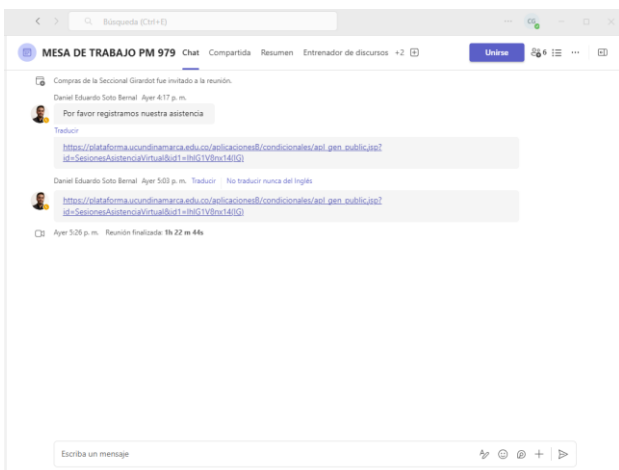 Búsqueda (Ctrl+E)
CG
MESA DE TRABAJO PM 979 Chat Compartida Resumen Entrenador de discursos +2 Unirse 6
Compras de la Seccional Girardot fue invitado a la reunión.
Daniel Eduardo Soto Bernal Ayer 4:17 p. m.
Por favor registramos nuestra asistencia
Traducir
https://plataforma.ucundinamarca.edu.co/aplicaciones8/condicionales/apl_gen_public.jsp?
id=SesionesAsistenciaVirtual&id1=IhIG1V8nx14(IG)
Daniel Eduardo Soto Bernal Ayer 5:03 p. m. Traducir No traducir nunca del Inglés
https://plataforma.ucundinamarca.edu.co/aplicaciones8/condicionales/apl_gen_public.jsp?
id=SesionesAsistenciaVirtual&id1=IhIG1V8nx14(IG)
Ayer 5:26 p. m. Reunión finalizada: 1h 22 m 44s
Escriba un mensaje